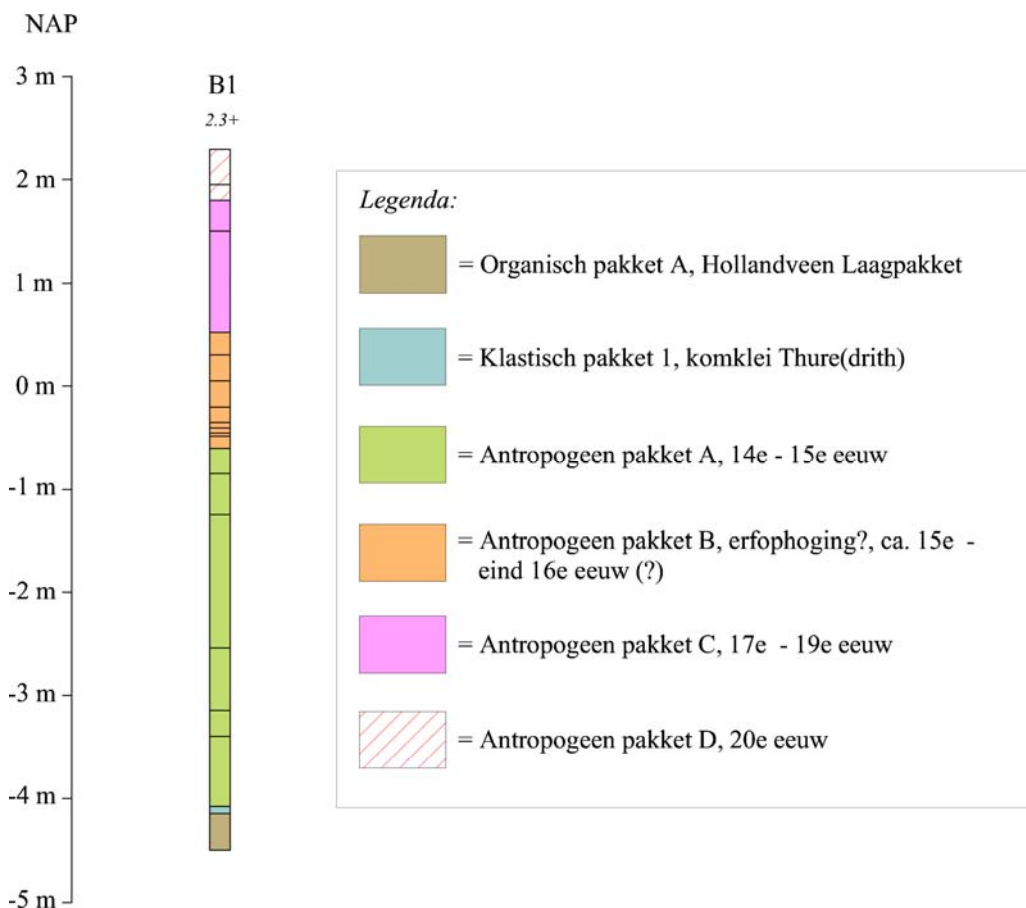 NAP
3 m
2 m
1 m
0 m
-1 m
-2 m
-3 m
-4 m
-5 m
B1
2.3+
Legenda:
= Organisch pakket A, Hollandveen Laagpakket
= Klastisch pakket 1, komklei Thure(drith)
= Antropogeen pakket A, 14e - 15e eeuw
= Antropogeen pakket B, erfophoging?, ca. 15e -
eind 16e eeuw (?)
= Antropogeen pakket C, 17e - 19e eeuw
= Antropogeen pakket D, 20e eeuw